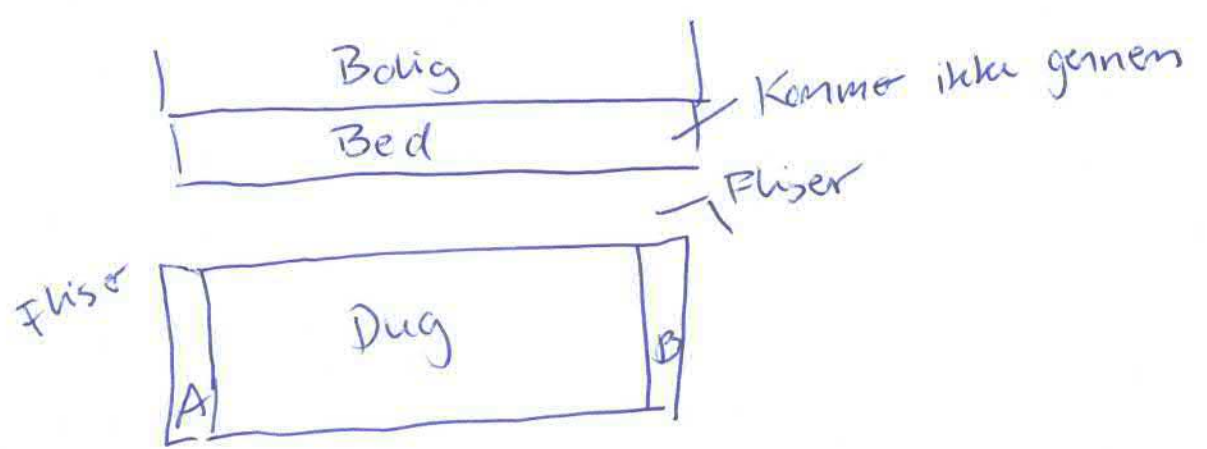 Bolig
Kommer ikke gennem
Bed
Fliser
Fliser
Dug
B
A